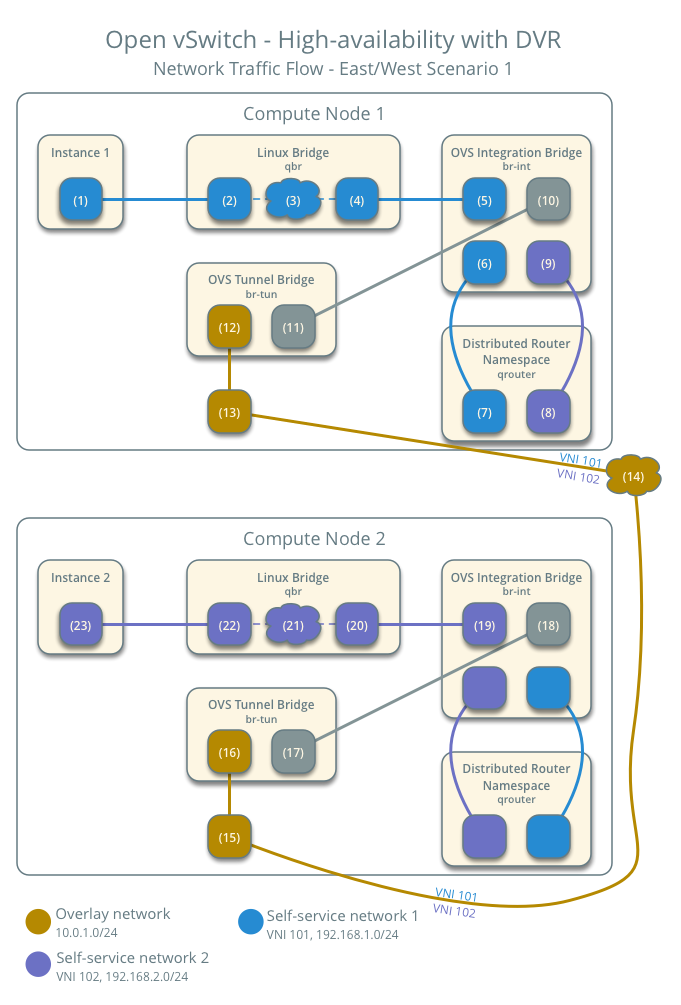 Open vSwitch - High-availability with DVR
Network Traffic Flow - East/West Scenario 1
Compute Node 1
Instance 1
(1)
Linux Bridge
qbr
(2)
(3)
(4)
OVS Integration Bridge
br-int
(5)
(10)
(6)
(9)
OVS Tunnel Bridge
br-tun
(12)
(11)
(13)
Distributed Router
Namespace
qrouter
(7)
(8)
VNI 101
VNI 102
(14)
Compute Node 2
Instance 2
(23)
Linux Bridge
qbr
(22)
(21)
(20)
OVS Integration Bridge
br-int
(19)
(18)
OVS Tunnel Bridge
br-tun
(16)
(17)
(15)
Distributed Router
Namespace
qrouter
VNI 101
VNI 102
Overlay network
10.0.1.0/24
Self-service network 1
VNI 101, 192.168.1.0/24
Self-service network 2
VNI 102, 192.168.2.0/24